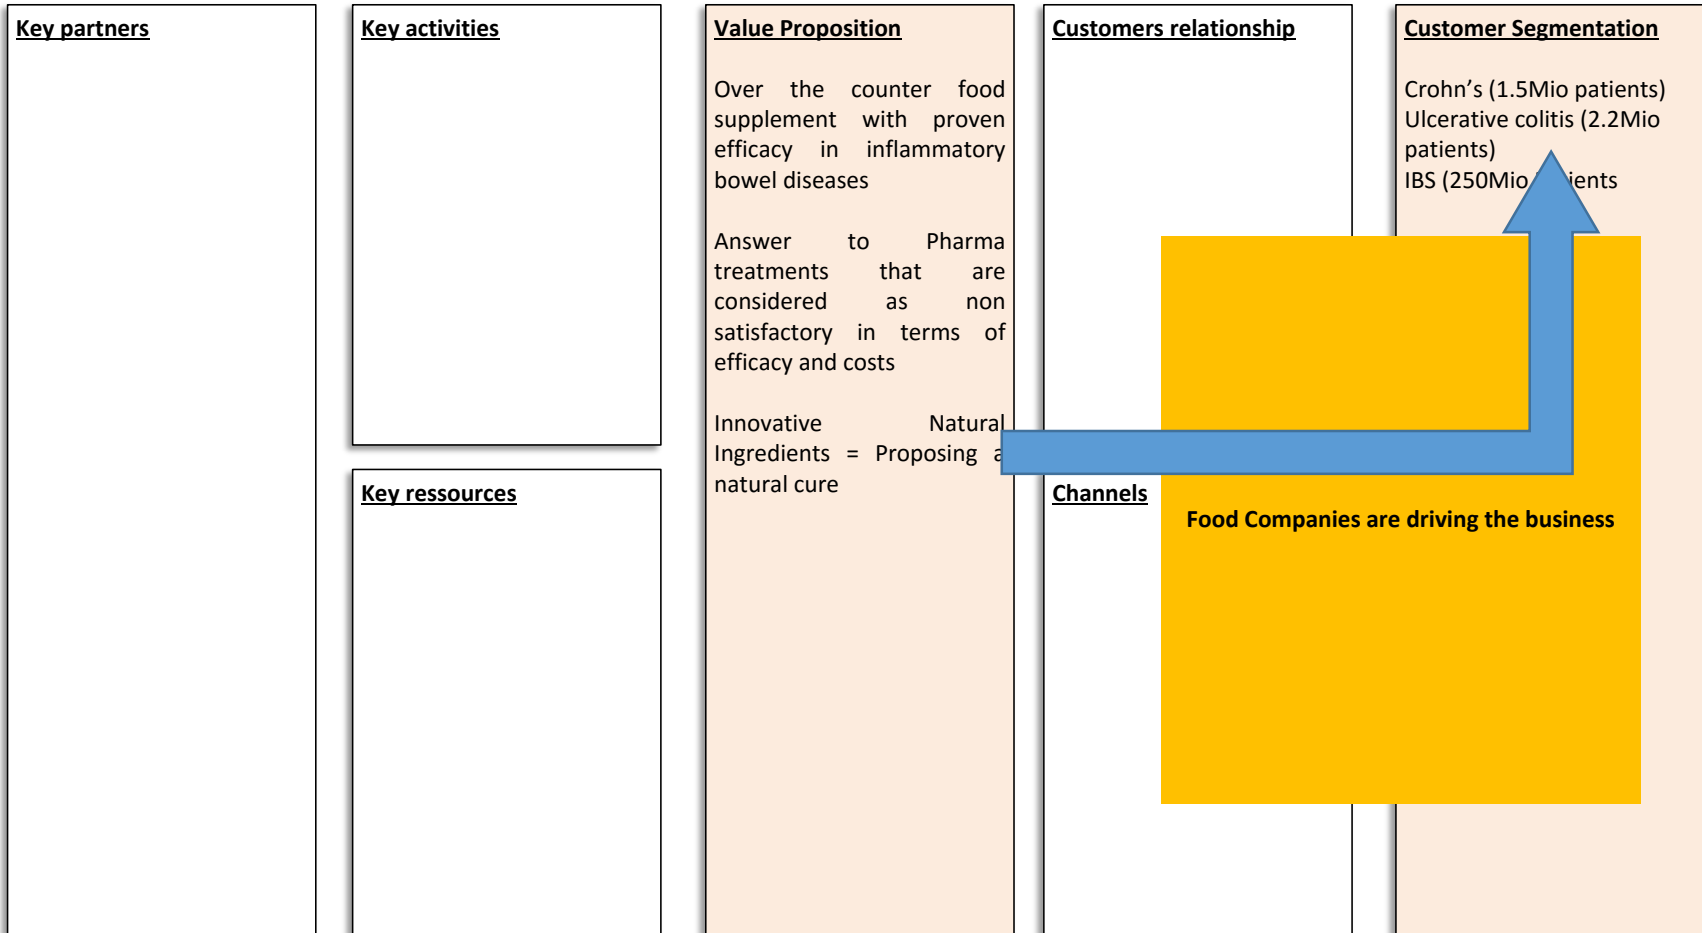 Key partners
Key activities
Key ressources
Value Proposition
Over the counter food
supplement with proven
efficacy in inflammatory
bowel diseases
Answer to Pharma
treatments that are
considered as non
satisfactory in terms of
efficacy and costs
Innovative Natural
Ingredients = Proposing a
natural cure
Customers relationship
Channels
Customer Segmentation
Crohn's (1.5Mio patients)
Ulcerative colitis (2.2Mio
patients)
IBS (250Mio
Food Companies are driving the business